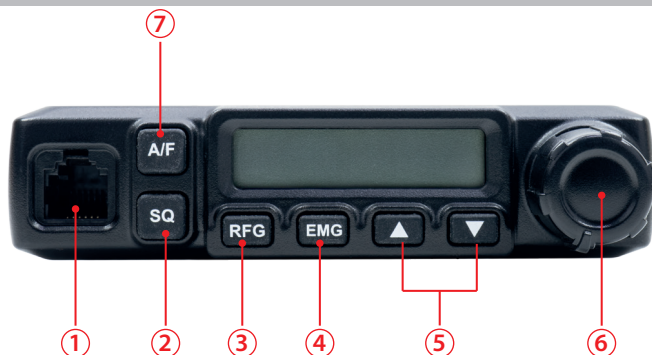 ⑦
A/F
SQ
RFG EMG ▲ ▼
① ② ③ ④ ⑤ ⑥